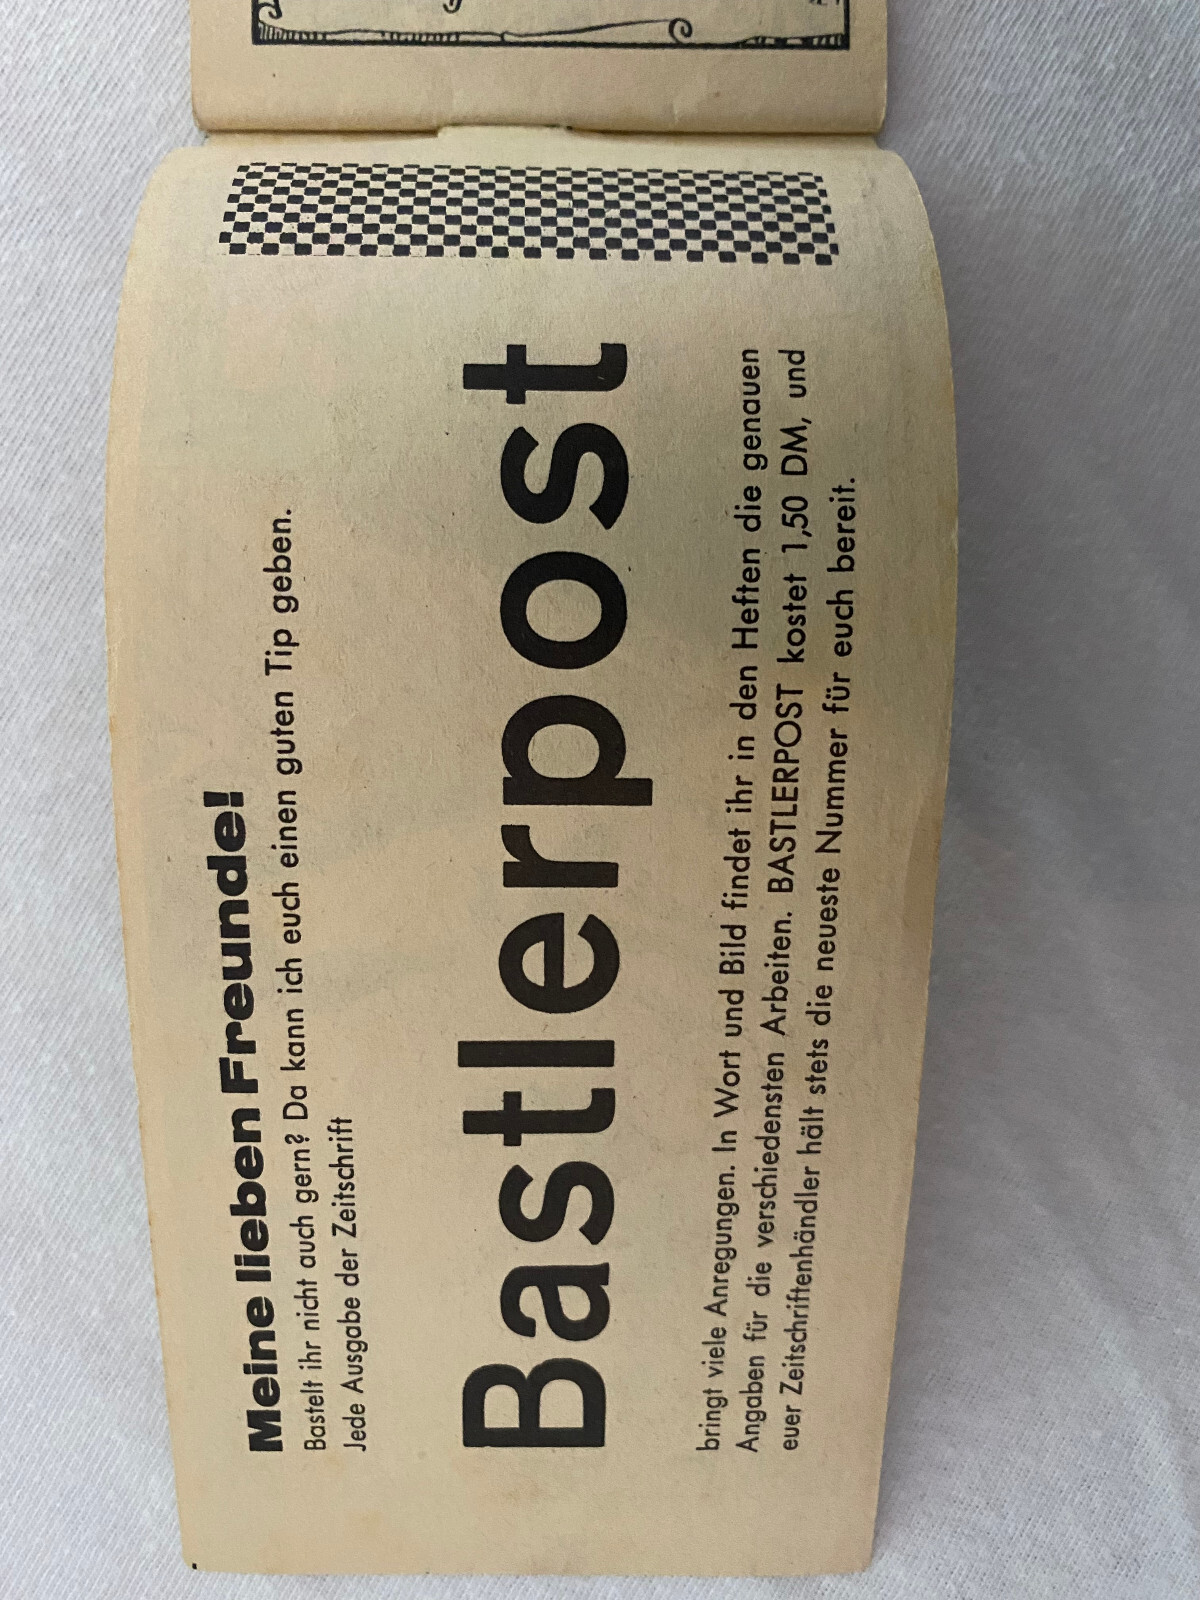 Meine lieben Freunde!
Bastelt ihr nicht auch gern? Da kann ich euch einen guten Tip geben.
Jede Ausgabe der Zeitschrift
Bastlerpost
bringt viele Anregungen. In Wort und Bild findet ihr in den Heften die genauen
Angaben für die verschiedensten Arbeiten. BASTLERPOST kostet 1,50 DM, und
euer Zeitschriftenhändler hält stets die neueste Nummer für euch bereit.